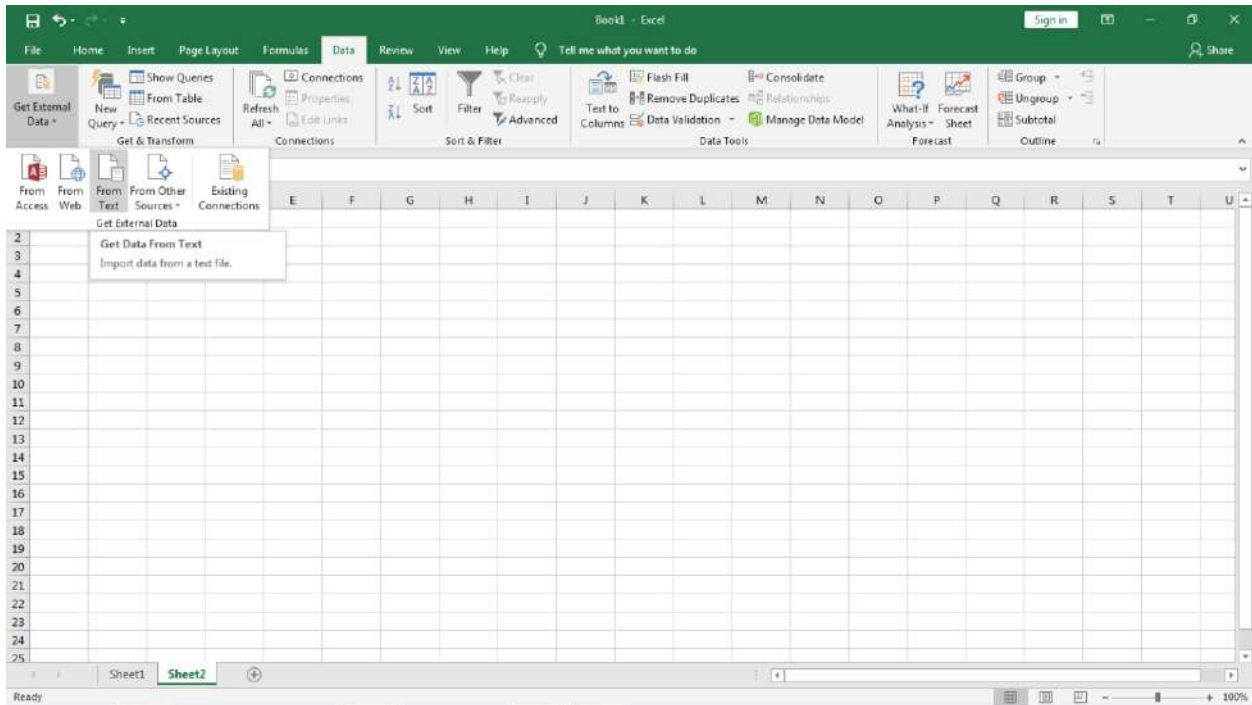 Book1 - Excel
Sign in
File Home Insert Page Layout Formulas Data Review View Help Tell me what you want to do
Share
Get External Data
New Query
Show Queries
From Table
Recent Sources
Get & Transform
Refresh All
Connections
Properties
Edit Links
Connections
Sort
Filter
Clear
Reapply
Advanced
Sort & Filter
Text to Columns
Flash Fill
Remove Duplicates
Data Validation
Consolidate
Relationships
Manage Data Model
Data Tools
What-If Analysis
Forecast Sheet
Forecast
Group
Ungroup
Subtotal
Outline
From Access
From Web
From Text
From Other Sources
Existing Connections
Get External Data
Get Data From Text
Import data from a text file.
E F G H I J K L M N O P Q R S T U
2
3
4
5
6
7
8
9
10
11
12
13
14
15
16
17
18
19
20
21
22
23
24
25
Sheet1 Sheet2
Ready
100%